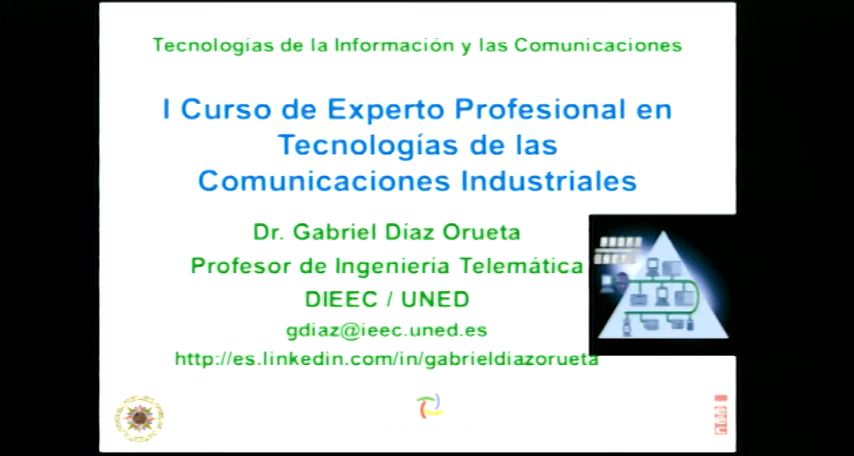 Tecnologías de la Información y las Comunicaciones
I Curso de Experto Profesional en
Tecnologías de las
Comunicaciones Industriales
Dr. Gabriel Díaz Orueta
Profesor de Ingeniería Telemática
DIEEC / UNED
gdiaz@ieec.uned.es
http://es.linkedin.com/in/gabrieldiazorueta